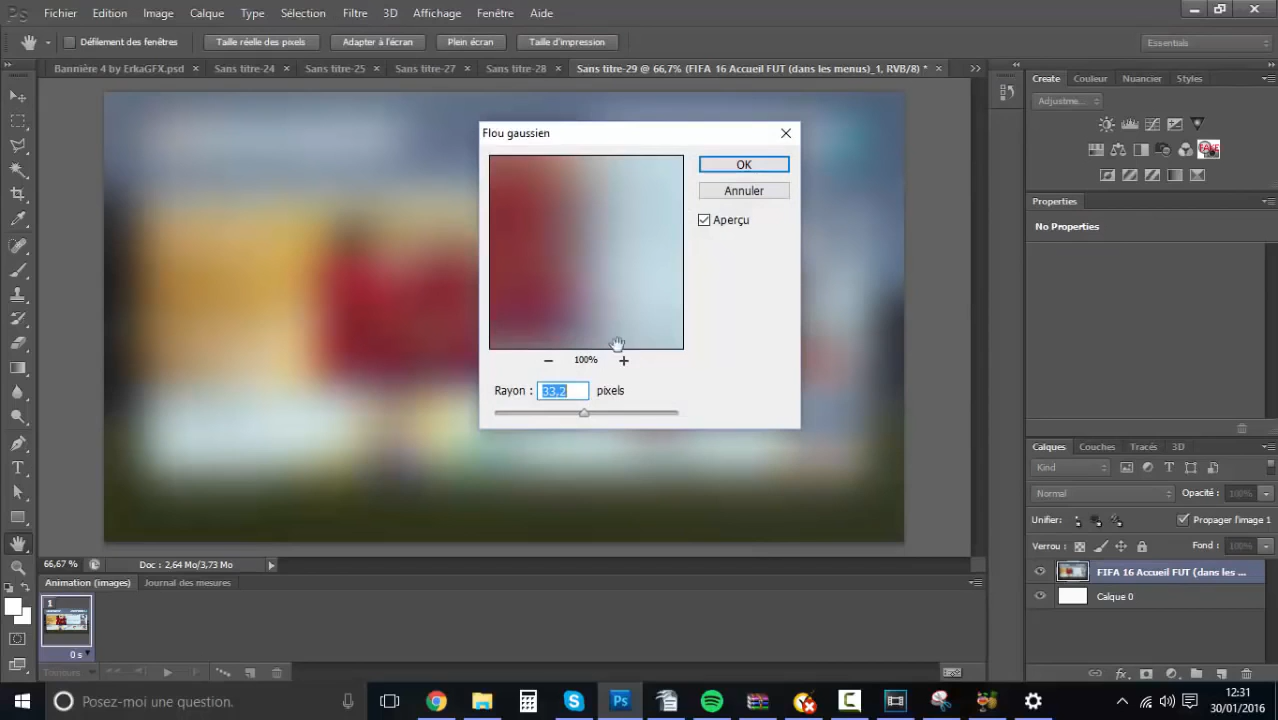 Ps Fichier Edition Image Calque Type Sélection Filtre 3D Affichage Fenêtre Aide
Défilement des fenêtres Taille réelle des pixels Adapter à l'écran Plein écran Taille d'impression Essentials
Bannière 4 by ErkaGFX.psd Sans titre-24 Sans titre-25 Sans titre-27 Sans titre-28 Sans titre-29 @ 66,7% (FIFA 16 Accueil FUT (dans les menus)_1, RVB/8) *
Create Couleur Nuancier Styles
Adjustme...
FAKE
Properties
No Properties
Flou gaussien
OK
Annuler
Aperçu
100%
Rayon : 33,2 pixels
Calques Couches Tracés 3D
Kind
Normal Opacité : 100%
Unifier: Propager l'image 1
Verrou : Fond : 100%
FIFA 16 Accueil FUT (dans les ...
Calque 0
66,67 % Doc : 2,64 Mo/3,73 Mo
Animation (images) Journal des mesures
1
0 s
Toujours
Posez-moi une question.
12:31
30/01/2016